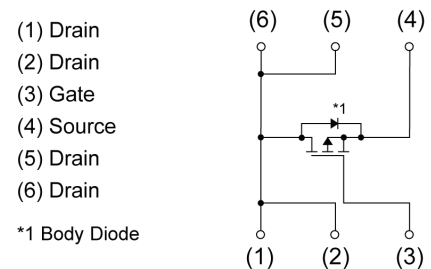 (1) Drain
(2) Drain
(3) Gate
(4) Source
(5) Drain
(6) Drain
*1 Body Diode
(6) (5) (4)
*1
(1) (2) (3)